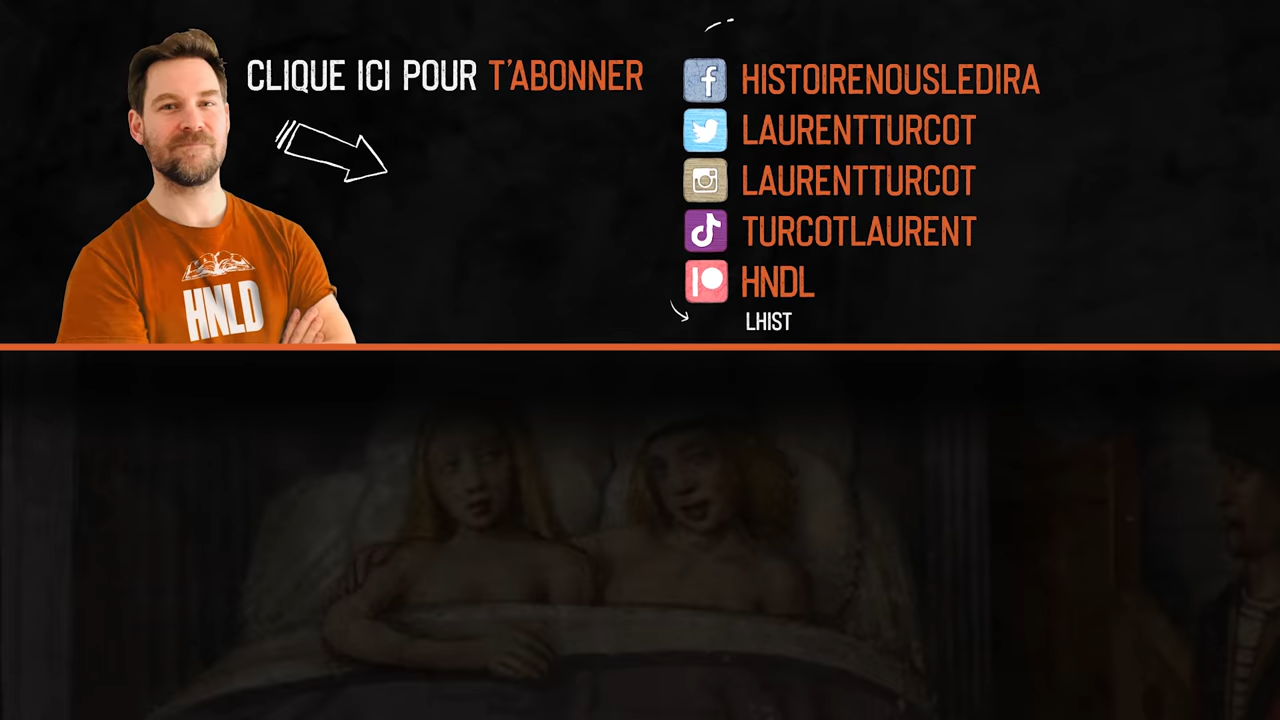 CLIQUE ICI POUR T'ABONNER
HNLD
HISTOIRENOUSLEDIRA
LAURENTTURCOT
LAURENTTURCOT
TURCOTLAURENT
HNDL
LHIST